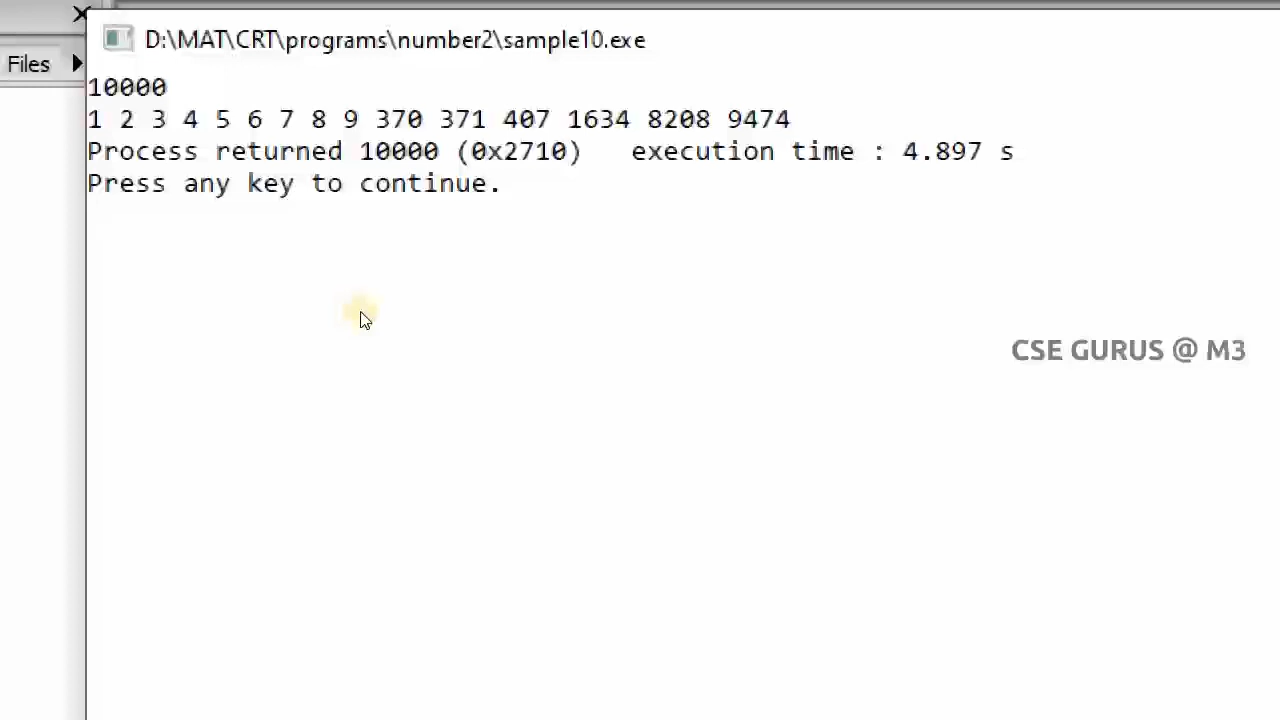 D:\MAT\CRT\programs\number2\sample10.exe
Files
10000
1 2 3 4 5 6 7 8 9 370 371 407 1634 8208 9474
Process returned 10000 (0x2710)   execution time : 4.897 s
Press any key to continue.
CSE GURUS @ M3